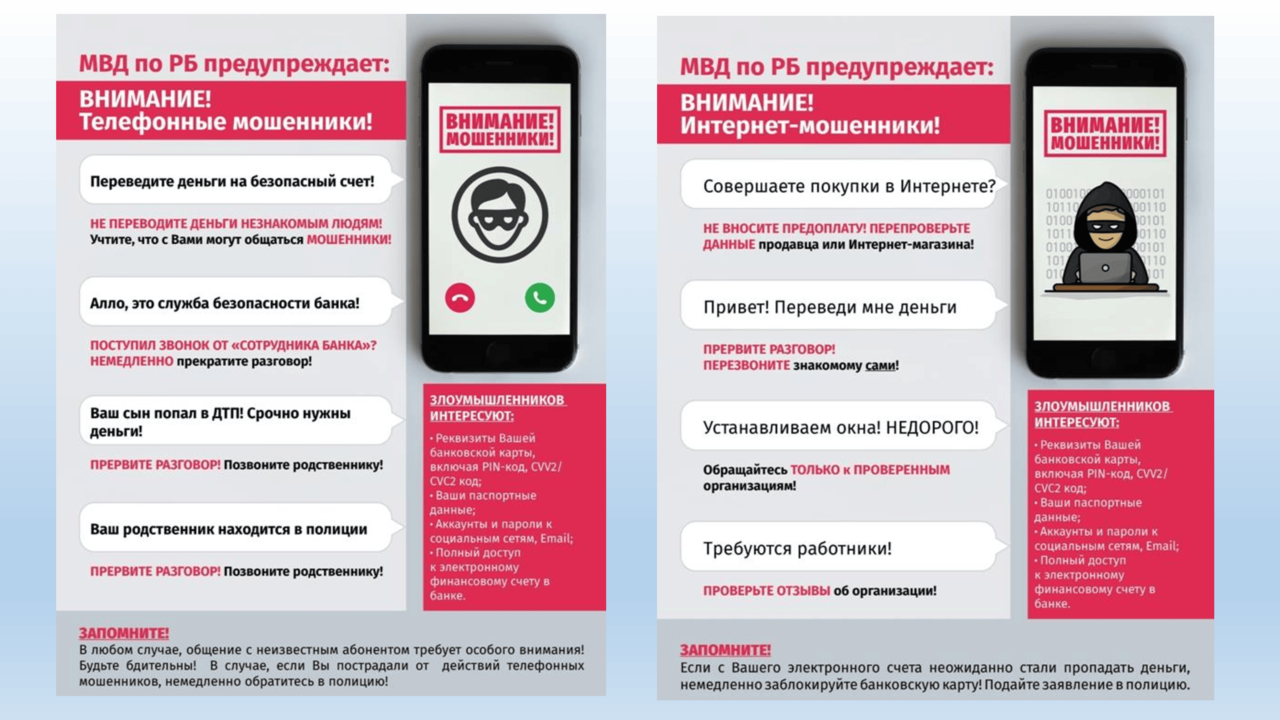 МВД по РБ предупреждает:
ВНИМАНИЕ!
Телефонные мошенники!
Переведите деньги на безопасный счет!
НЕ ПЕРЕВОДИТЕ ДЕНЬГИ НЕЗНАКОМЫМ ЛЮДЯМ!
Учтите, что с Вами могут общаться МОШЕННИКИ!
Алло, это служба безопасности банка!
ПОСТУПИЛ ЗВОНОК ОТ «СОТРУДНИКА БАНКА»?
НЕМЕДЛЕННО прекратите разговор!
Ваш сын попал в ДТП! Срочно нужны
деньги!
ПРЕРВИТЕ РАЗГОВОР! Позвоните родственнику!
Ваш родственник находится в полиции
ПРЕРВИТЕ РАЗГОВОР! Позвоните родственнику!
ВНИМАНИЕ!
МОШЕННИКИ!
ЗЛОУМЫШЛЕННИКОВ
ИНТЕРЕСУЮТ:
• Реквизиты Вашей
банковской карты,
включая PIN-код, CVV2/
CVC2 код;
• Ваши паспортные
данные;
• Аккаунты и пароли к
социальным сетям, Email;
• Полный доступ
к электронному
финансовому счету в
банке.
ЗАПОМНИТЕ!
В любом случае, общение с неизвестным абонентом требует особого внимания!
Будьте бдительны! В случае, если Вы пострадали от действий телефонных
мошенников, немедленно обратитесь в полицию!
МВД по РБ предупреждает:
ВНИМАНИЕ!
Интернет-мошенники!
Совершаете покупки в Интернете?
НЕ ВНОСИТЕ ПРЕДОПЛАТУ! ПЕРЕПРОВЕРЬТЕ
ДАННЫЕ продавца или Интернет-магазина!
Привет! Переведи мне деньги
ПРЕРВИТЕ РАЗГОВОР!
ПЕРЕЗВОНИТЕ знакомому сами!
Устанавливаем окна! НЕДОРОГО!
Обращайтесь ТОЛЬКО к ПРОВЕРЕННЫМ
организациям!
Требуются работники!
ПРОВЕРЬТЕ ОТЗЫВЫ об организации!
ВНИМАНИЕ!
МОШЕННИКИ!
ЗЛОУМЫШЛЕННИКОВ
ИНТЕРЕСУЮТ:
• Реквизиты Вашей
банковской карты,
включая PIN-код, CVV2/
CVC2 код;
• Ваши паспортные
данные;
• Аккаунты и пароли к
социальным сетям, Email;
• Полный доступ
к электронному
финансовому счету в
банке.
ЗАПОМНИТЕ!
Если с Вашего электронного счета неожиданно стали пропадать деньги,
немедленно заблокируйте банковскую карту! Подайте заявление в полицию.